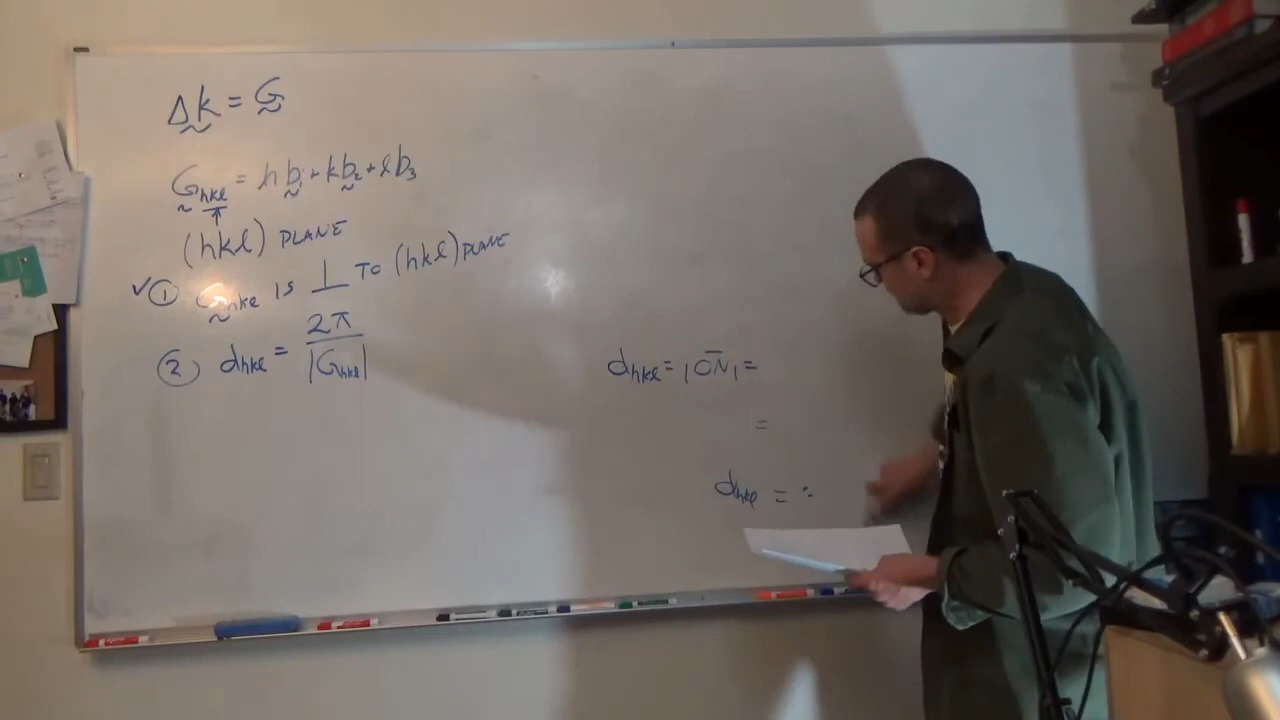 Δk = G
Ghkl = hb1 + kb2 + lb3
(hkl) PLANE
✓① Ghkl IS ⊥ TO (hkl) PLANE
② dhkl = 2π / |Ghkl|
dhkl = |ON̅| =
=
dhkl =